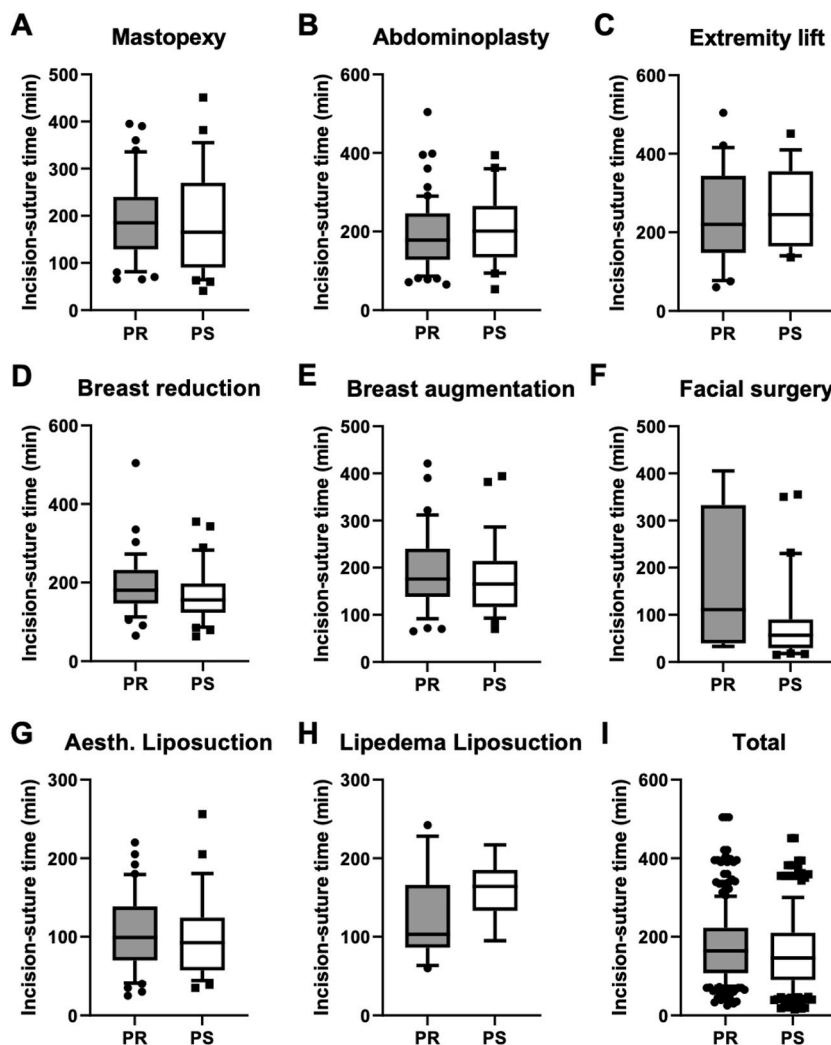 A Mastopexy
Incision-suture time (min)
500
400
300
200
100
0
PR PS
B Abdominoplasty
Incision-suture time (min)
600
400
200
0
PR PS
C Extremity lift
Incision-suture time (min)
600
400
200
0
PR PS
D Breast reduction
Incision-suture time (min)
600
400
200
0
PR PS
E Breast augmentation
Incision-suture time (min)
500
400
300
200
100
0
PR PS
F Facial surgery
Incision-suture time (min)
500
400
300
200
100
0
PR PS
G Aesth. Liposuction
Incision-suture time (min)
300
200
100
0
PR PS
H Lipedema Liposuction
Incision-suture time (min)
300
200
100
0
PR PS
I Total
Incision-suture time (min)
600
400
200
0
PR PS